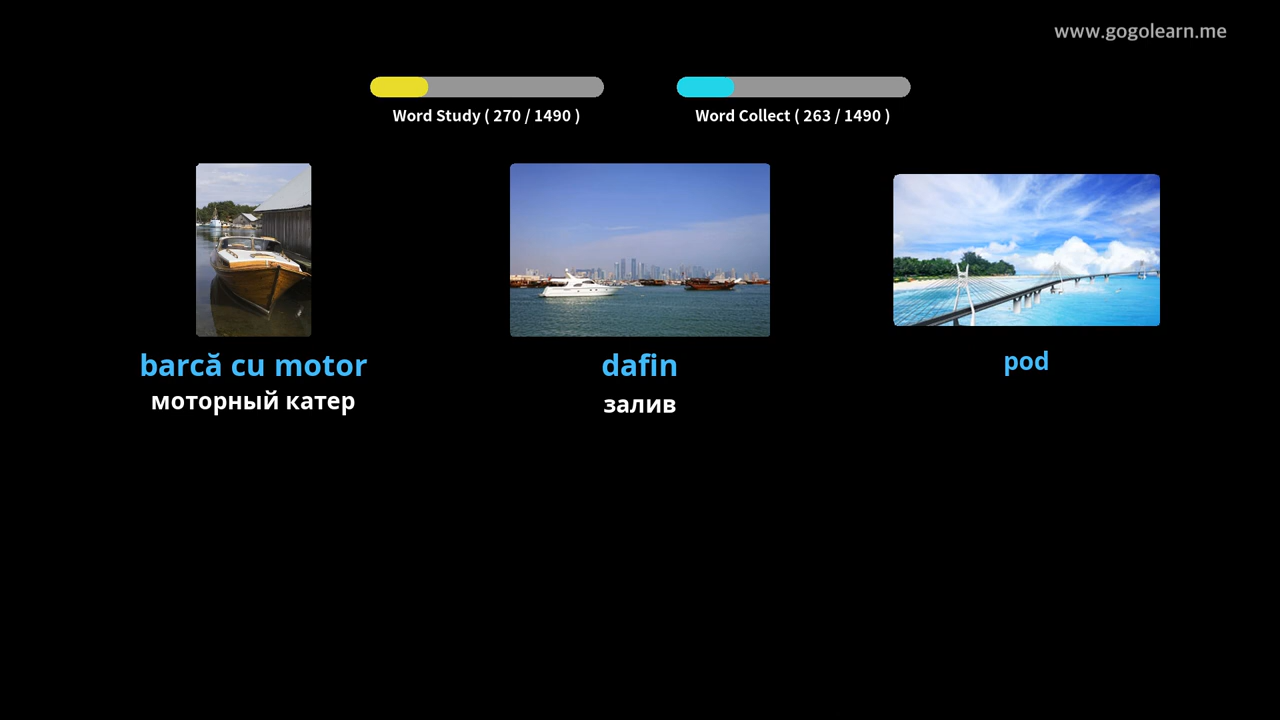 www.gogolearn.me
Word Study ( 270 / 1490 )
Word Collect ( 263 / 1490 )
barcă cu motor
моторный катер
dafin
залив
pod